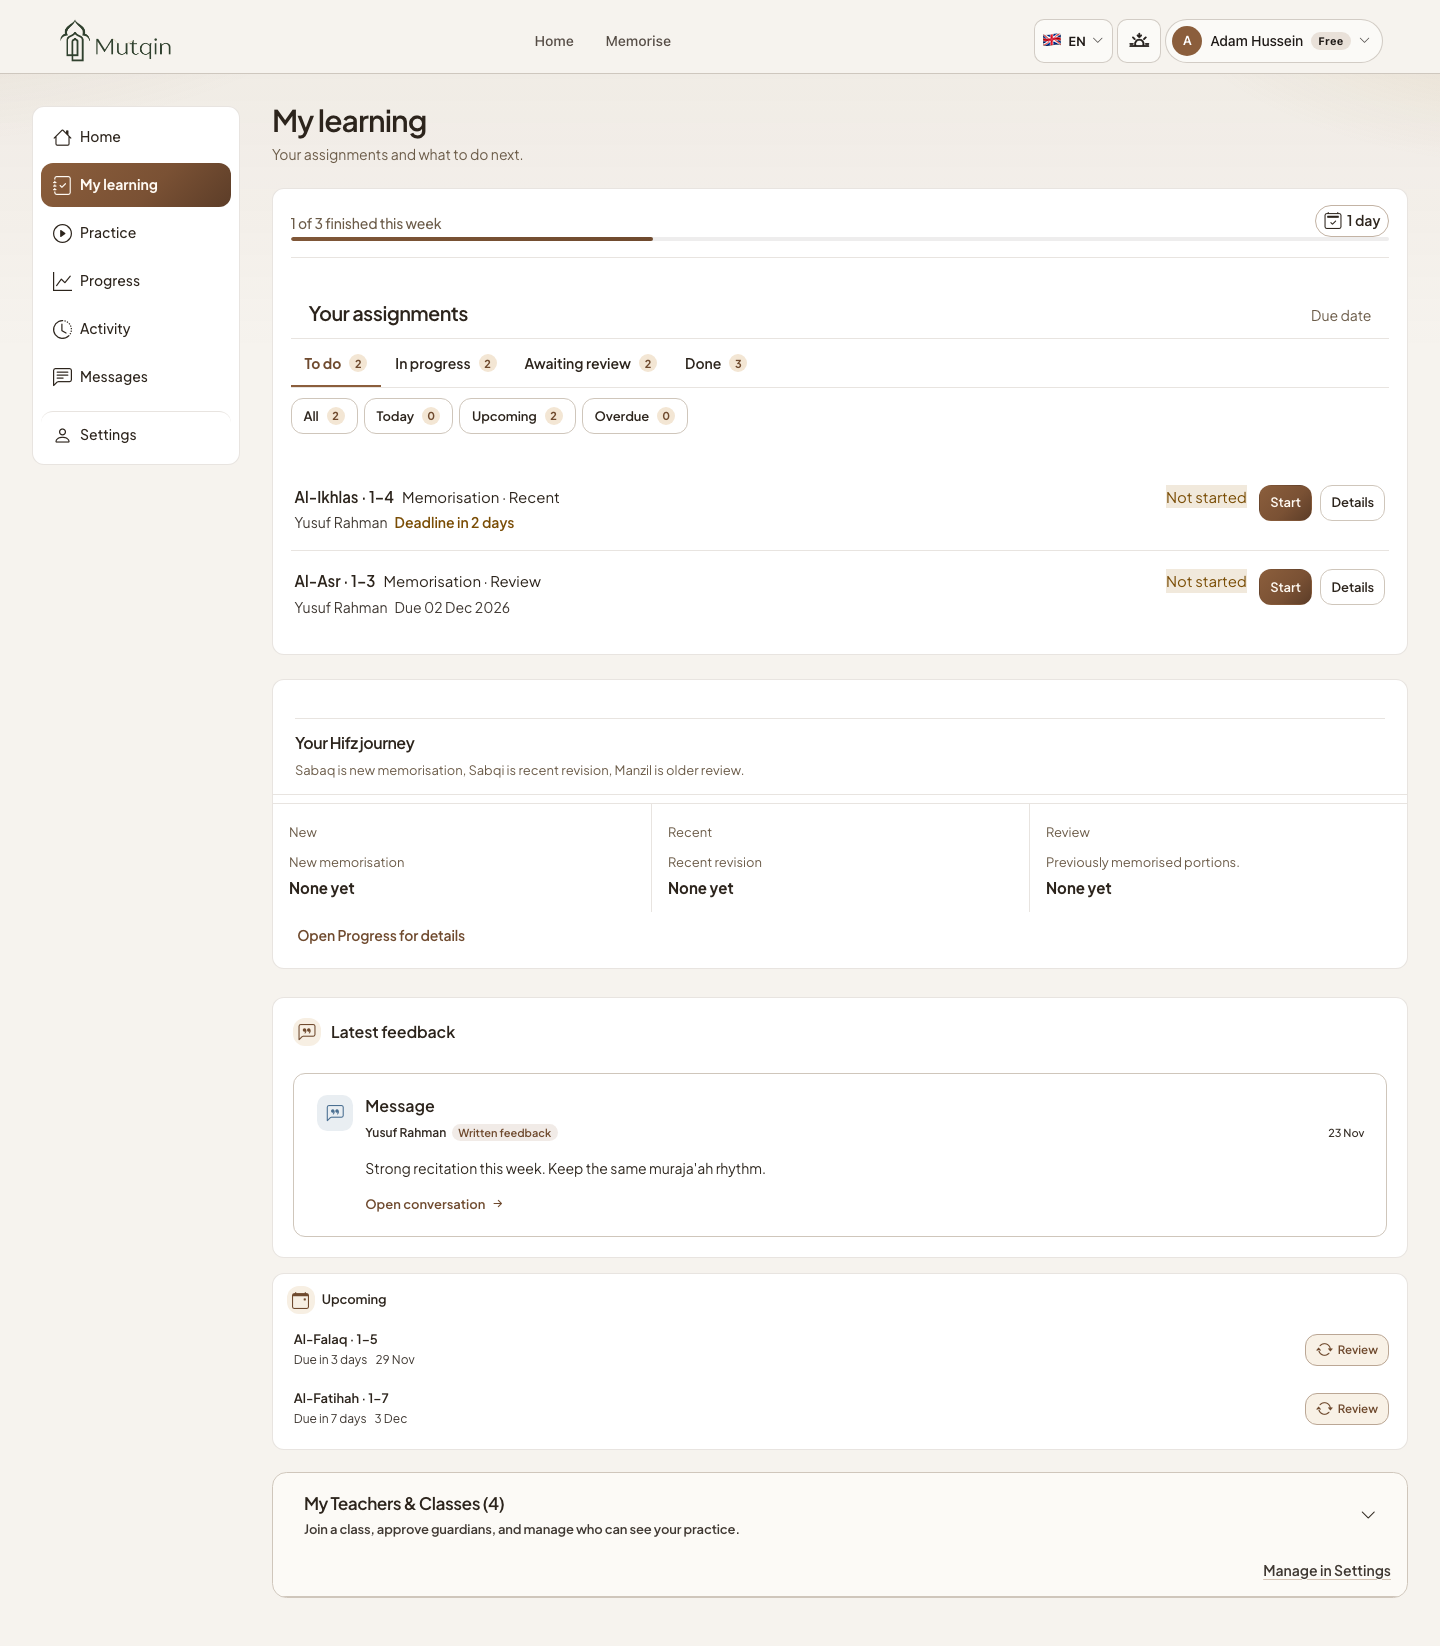 Mutqin
Home
Memorise
EN
A
Adam Hussein
Free
Home
My learning
Practice
Progress
Activity
Messages
Settings
My learning
Your assignments and what to do next.
1 of 3 finished this week
1 day
Your assignments
Due date
To do 2
In progress 2
Awaiting review 2
Done 3
All 2
Today 0
Upcoming 2
Overdue 0
Al-Ikhlas · 1–4 Memorisation · Recent
Not started
Start
Details
Yusuf Rahman Deadline in 2 days
Al-Asr · 1–3 Memorisation · Review
Not started
Start
Details
Yusuf Rahman Due 02 Dec 2026
Your Hifz journey
Sabaq is new memorisation, Sabqi is recent revision, Manzil is older review.
New
New memorisation
None yet
Recent
Recent revision
None yet
Review
Previously memorised portions.
None yet
Open Progress for details
Latest feedback
Message
Yusuf Rahman Written feedback
23 Nov
Strong recitation this week. Keep the same muraja'ah rhythm.
Open conversation →
Upcoming
Al-Falaq · 1–5
Due in 3 days 29 Nov
Review
Al-Fatihah · 1–7
Due in 7 days 3 Dec
Review
My Teachers & Classes (4)
Join a class, approve guardians, and manage who can see your practice.
Manage in Settings